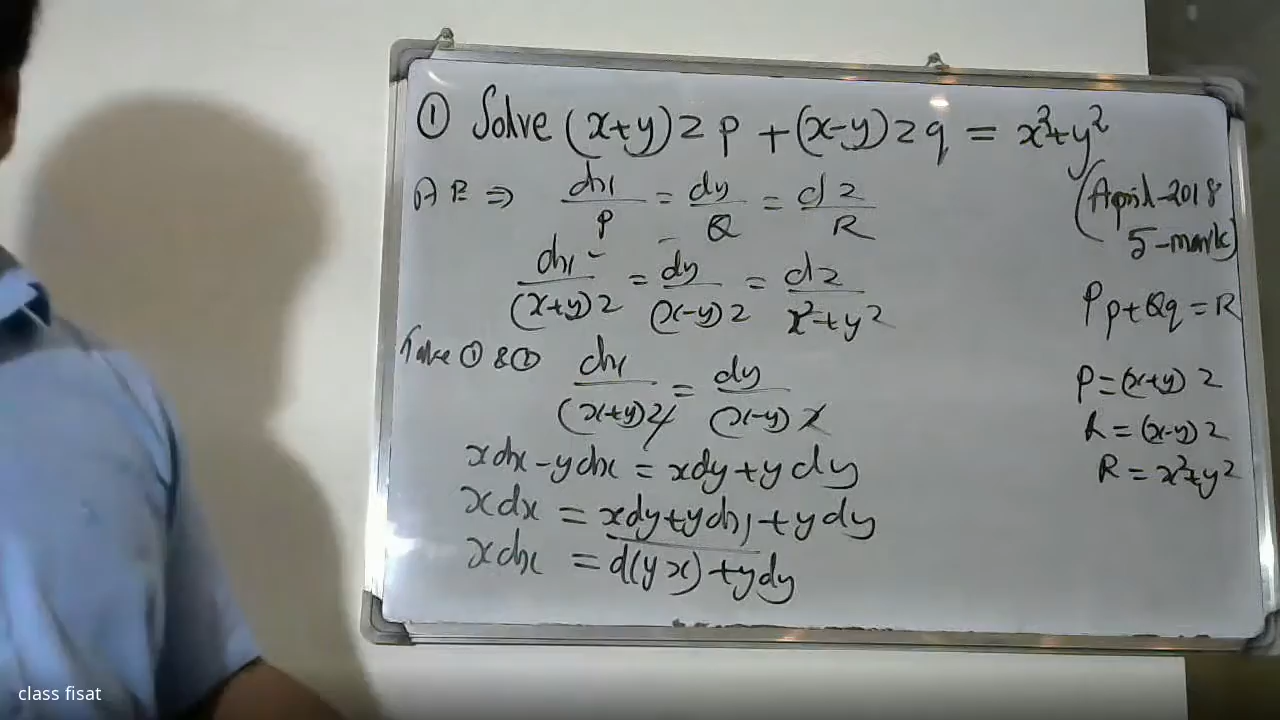 ① Solve (x+y)z p + (x-y)z q = x²+y²
(April-2018
5-mark)
A E ⇒ dx/P = dy/Q = dz/R
dx/(x+y)z = dy/(x-y)z = dz/x²+y²
Pp+Qq=R
Take ① & ② dx/(x+y)z = dy/(x-y)z
P=(x+y)z
=(x-y)z
R=x²+y²
xdx-ydx = xdy+ydy
xdx = xdy+ydx+ydy
xdx = d(yx)+ydy
class fisat